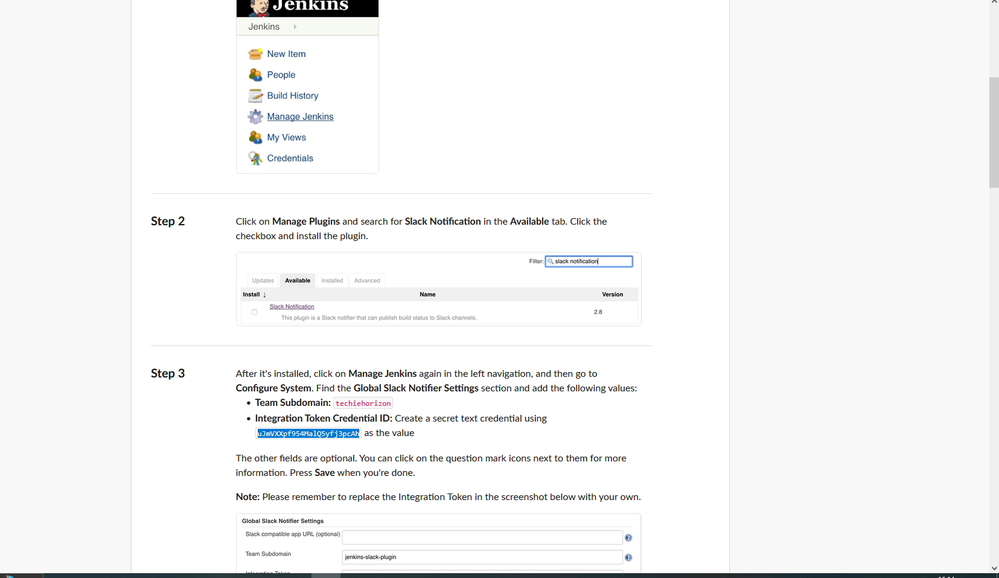 Jenkins
Jenkins
New Item
People
Build History
Manage Jenkins
My Views
Credentials
Step 2
Click on Manage Plugins and search for Slack Notification in the Available tab. Click the
checkbox and install the plugin.
Filter: slack notification
Updates Available Installed Advanced
Install ↓ Name Version
Slack Notification
This plugin is a Slack notifier that can publish build status to Slack channels.
2.8
Step 3
After it's installed, click on Manage Jenkins again in the left navigation, and then go to
Configure System. Find the Global Slack Notifier Settings section and add the following values:
• Team Subdomain: techiehorizon
• Integration Token Credential ID: Create a secret text credential using
uJmVXXpf954MalQ5yfj3pcAh as the value
The other fields are optional. You can click on the question mark icons next to them for more
information. Press Save when you're done.
Note: Please remember to replace the Integration Token in the screenshot below with your own.
Global Slack Notifier Settings
Slack compatible app URL (optional)
Team Subdomain jenkins-slack-plugin
Integration Token